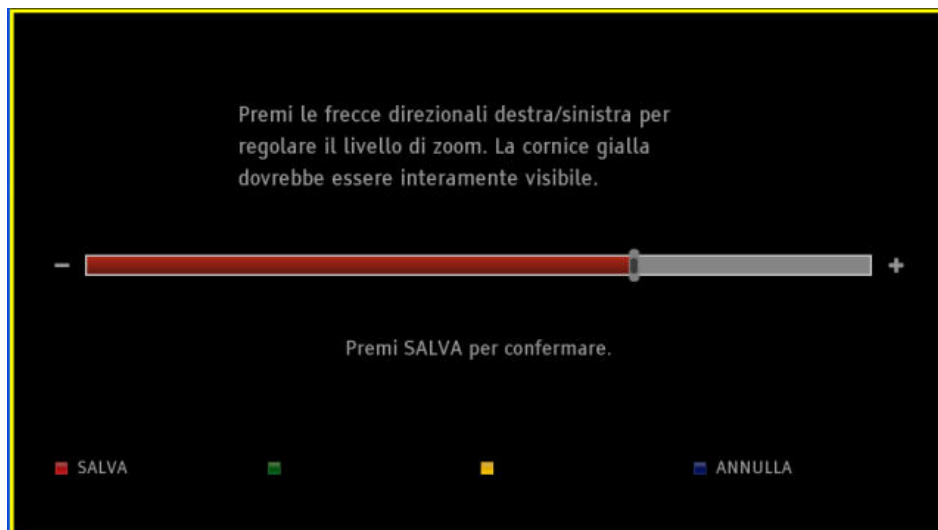 Premi le frecce direzionali destra/sinistra per
regolare il livello di zoom. La cornice gialla
dovrebbe essere interamente visibile.
− +
Premi SALVA per confermare.
SALVA ANNULLA